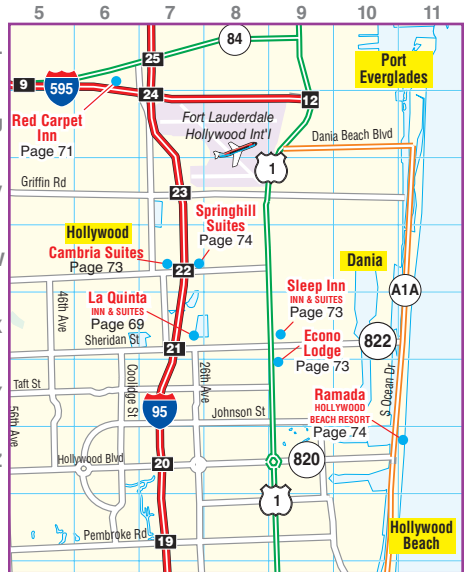 5 6 7 8 9 10 11
84
25
Port
Everglades
9
595
24
12
Red Carpet
Inn
Page 71
Fort Lauderdale
Hollywood Int'l
Dania Beach Blvd
1
Griffin Rd
23
Springhill
Suites
Page 74
Hollywood
Cambria Suites
Page 73
22
Dania
A1A
46th Ave
La Quinta
INN & SUITES
Page 69
Sleep Inn
INN & SUITES
Page 73
Sheridan St
21
822
Econo
Lodge
Page 73
Taft St
Coolidge St
26th Ave
S Ocean Dr
Ramada
HOLLYWOOD
BEACH RESORT
Page 74
95
Johnson St
56th Ave
Hollywood Blvd
20
820
1
Pembroke Rd
19
Hollywood
Beach